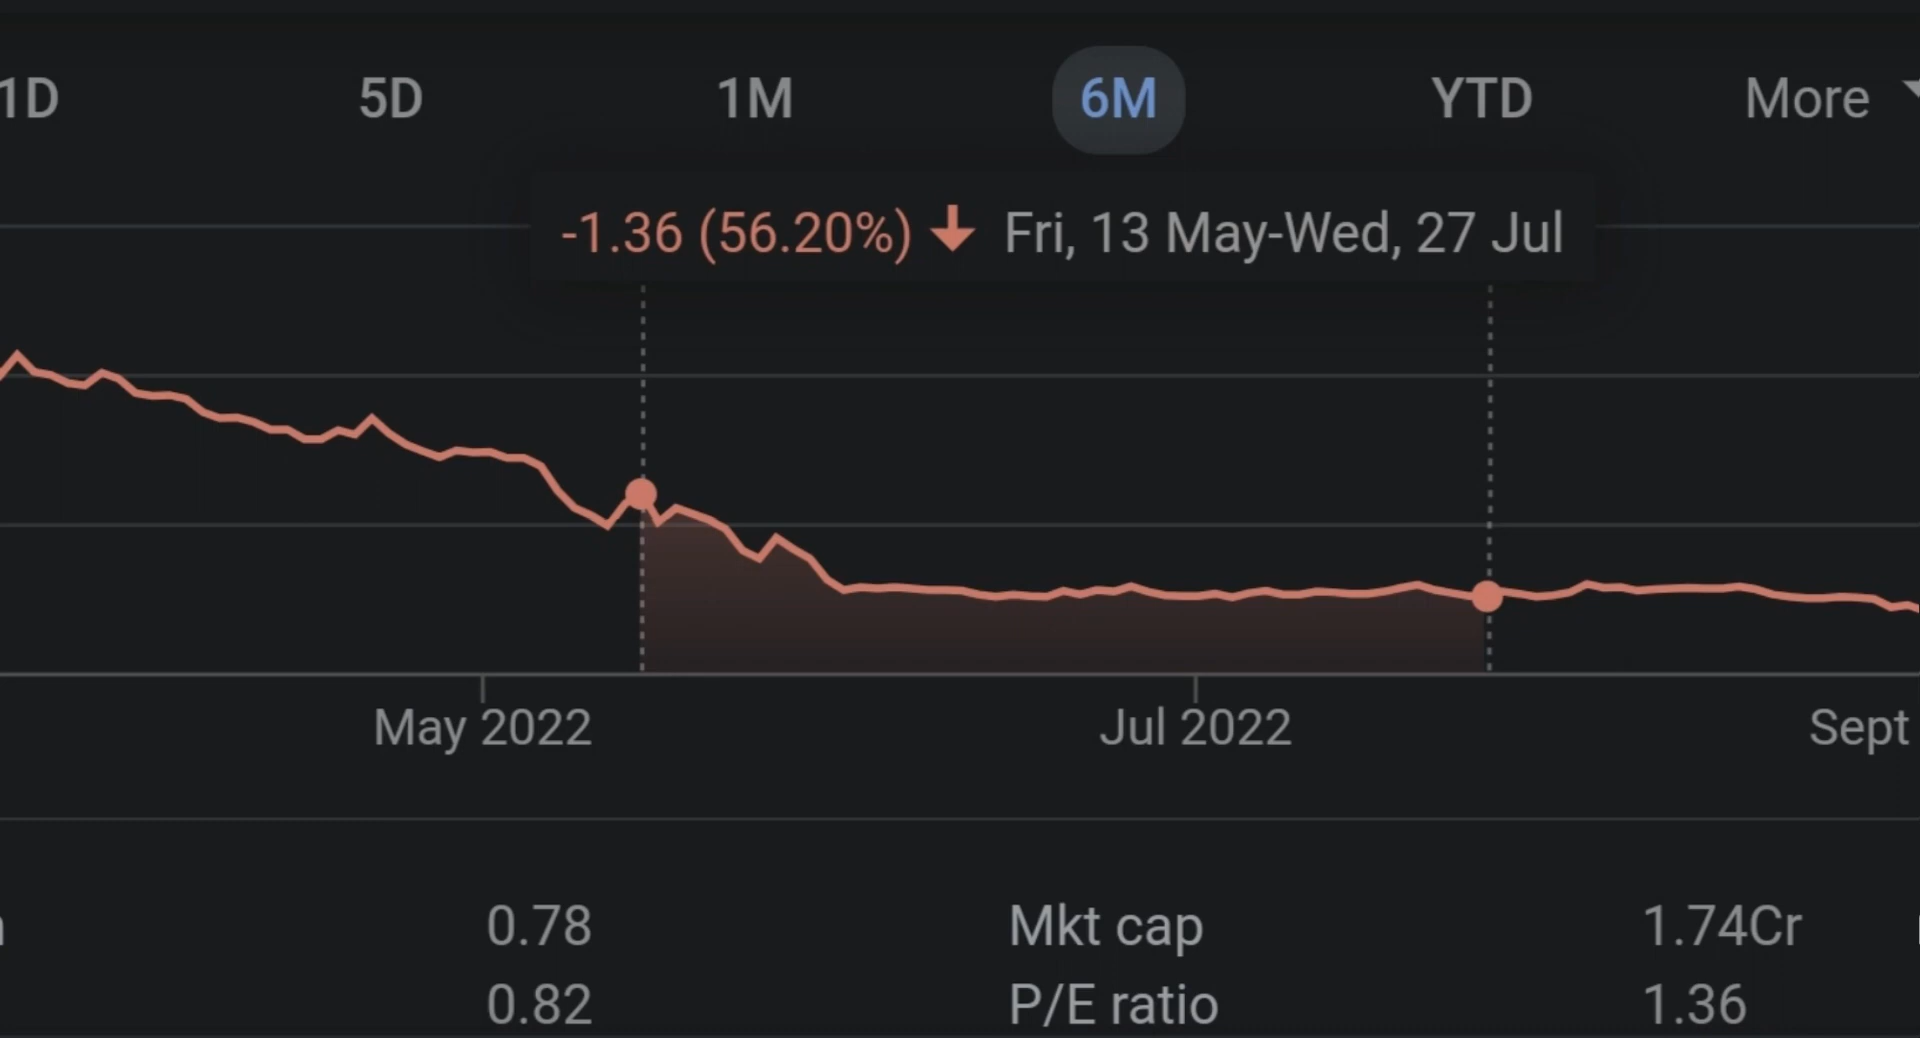 1D 5D 1M 6M YTD More
-1.36 (56.20%) Fri, 13 May-Wed, 27 Jul
May 2022 Jul 2022 Sept
0.78 Mkt cap 1.74Cr
0.82 P/E ratio 1.36